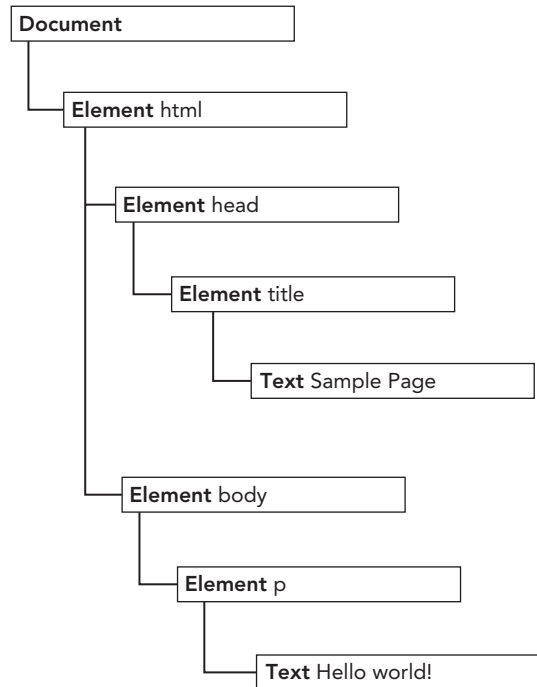 Document
Element html
Element head
Element title
Text Sample Page
Element body
Element p
Text Hello world!